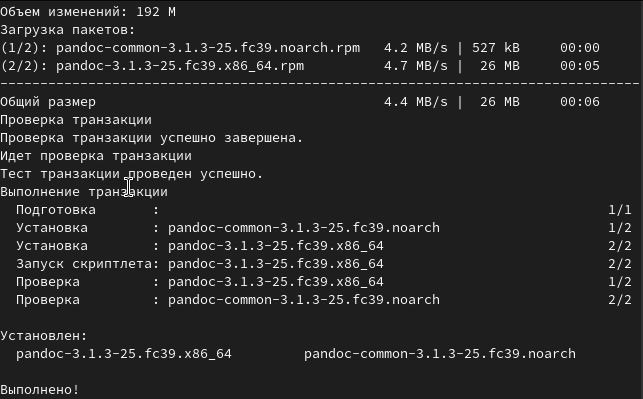 Объем изменений: 192 M
Загрузка пакетов:
(1/2): pandoc-common-3.1.3-25.fc39.noarch.rpm   4.2 MB/s | 527 kB     00:00
(2/2): pandoc-3.1.3-25.fc39.x86_64.rpm          4.7 MB/s |  26 MB     00:05
--------------------------------------------------------------------------------
Общий размер                                    4.4 MB/s |  26 MB     00:06
Проверка транзакции
Проверка транзакции успешно завершена.
Идет проверка транзакции
Тест транзакции проведен успешно.
Выполнение транзакции
  Подготовка       :                                                        1/1
  Установка        : pandoc-common-3.1.3-25.fc39.noarch                     1/2
  Установка        : pandoc-3.1.3-25.fc39.x86_64                            2/2
  Запуск скриптлета: pandoc-3.1.3-25.fc39.x86_64                            2/2
  Проверка         : pandoc-3.1.3-25.fc39.x86_64                            1/2
  Проверка         : pandoc-common-3.1.3-25.fc39.noarch                     2/2
Установлен:
  pandoc-3.1.3-25.fc39.x86_64         pandoc-common-3.1.3-25.fc39.noarch
Выполнено!